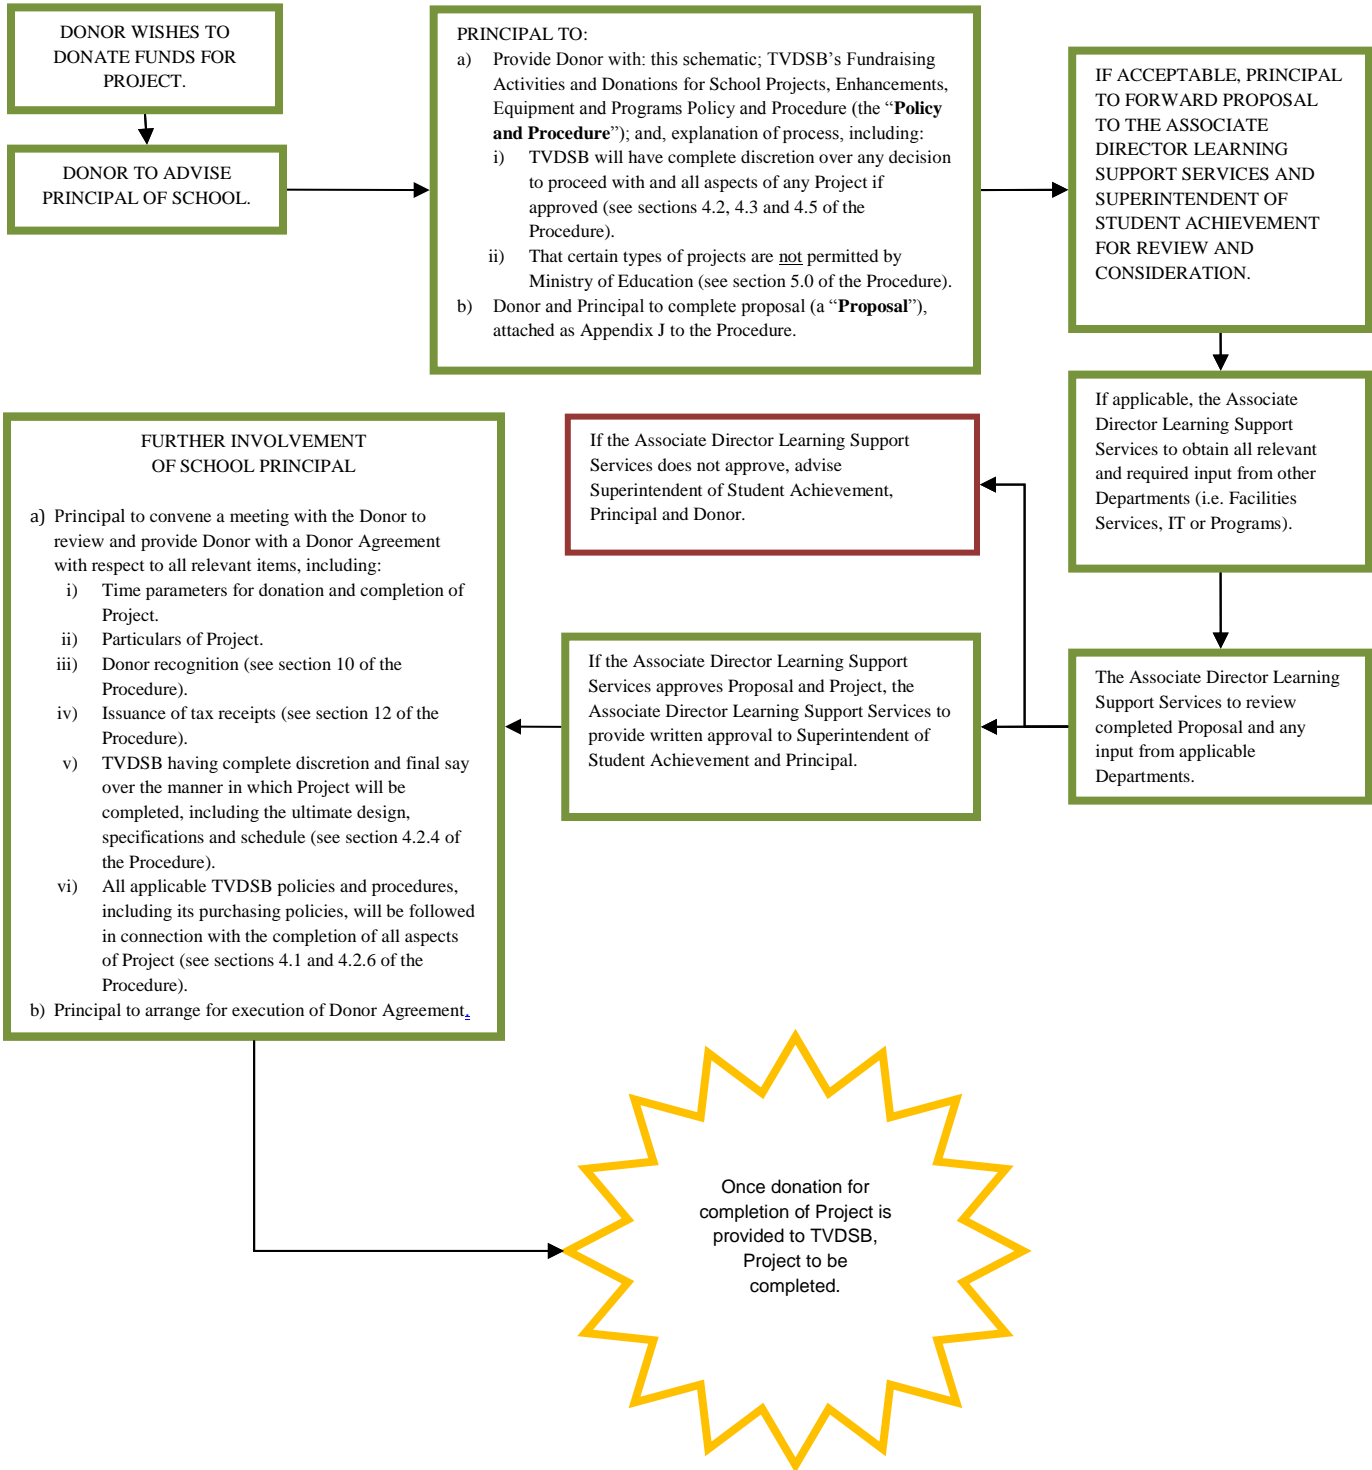 DONOR WISHES TO
DONATE FUNDS FOR
PROJECT.
DONOR TO ADVISE
PRINCIPAL OF SCHOOL.
PRINCIPAL TO:
a) Provide Donor with: this schematic; TVDSB’s Fundraising
Activities and Donations for School Projects, Enhancements,
Equipment and Programs Policy and Procedure (the “Policy
and Procedure”); and, explanation of process, including:
i) TVDSB will have complete discretion over any decision
to proceed with and all aspects of any Project if
approved (see sections 4.2, 4.3 and 4.5 of the
Procedure).
ii) That certain types of projects are not permitted by
Ministry of Education (see section 5.0 of the Procedure).
b) Donor and Principal to complete proposal (a “Proposal”),
attached as Appendix J to the Procedure.
IF ACCEPTABLE, PRINCIPAL
TO FORWARD PROPOSAL
TO THE ASSOCIATE
DIRECTOR LEARNING
SUPPORT SERVICES AND
SUPERINTENDENT OF
STUDENT ACHIEVEMENT
FOR REVIEW AND
CONSIDERATION.
If applicable, the Associate
Director Learning Support
Services to obtain all relevant
and required input from other
Departments (i.e. Facilities
Services, IT or Programs).
The Associate Director Learning
Support Services to review
completed Proposal and any
input from applicable
Departments.
If the Associate Director Learning Support
Services does not approve, advise
Superintendent of Student Achievement,
Principal and Donor.
If the Associate Director Learning Support
Services approves Proposal and Project, the
Associate Director Learning Support Services to
provide written approval to Superintendent of
Student Achievement and Principal.
FURTHER INVOLVEMENT
OF SCHOOL PRINCIPAL
a) Principal to convene a meeting with the Donor to
review and provide Donor with a Donor Agreement
with respect to all relevant items, including:
i) Time parameters for donation and completion of
Project.
ii) Particulars of Project.
iii) Donor recognition (see section 10 of the
Procedure).
iv) Issuance of tax receipts (see section 12 of the
Procedure).
v) TVDSB having complete discretion and final say
over the manner in which Project will be
completed, including the ultimate design,
specifications and schedule (see section 4.2.4 of
the Procedure).
vi) All applicable TVDSB policies and procedures,
including its purchasing policies, will be followed
in connection with the completion of all aspects
of Project (see sections 4.1 and 4.2.6 of the
Procedure).
b) Principal to arrange for execution of Donor Agreement.
Once donation for
completion of Project is
provided to TVDSB,
Project to be
completed.